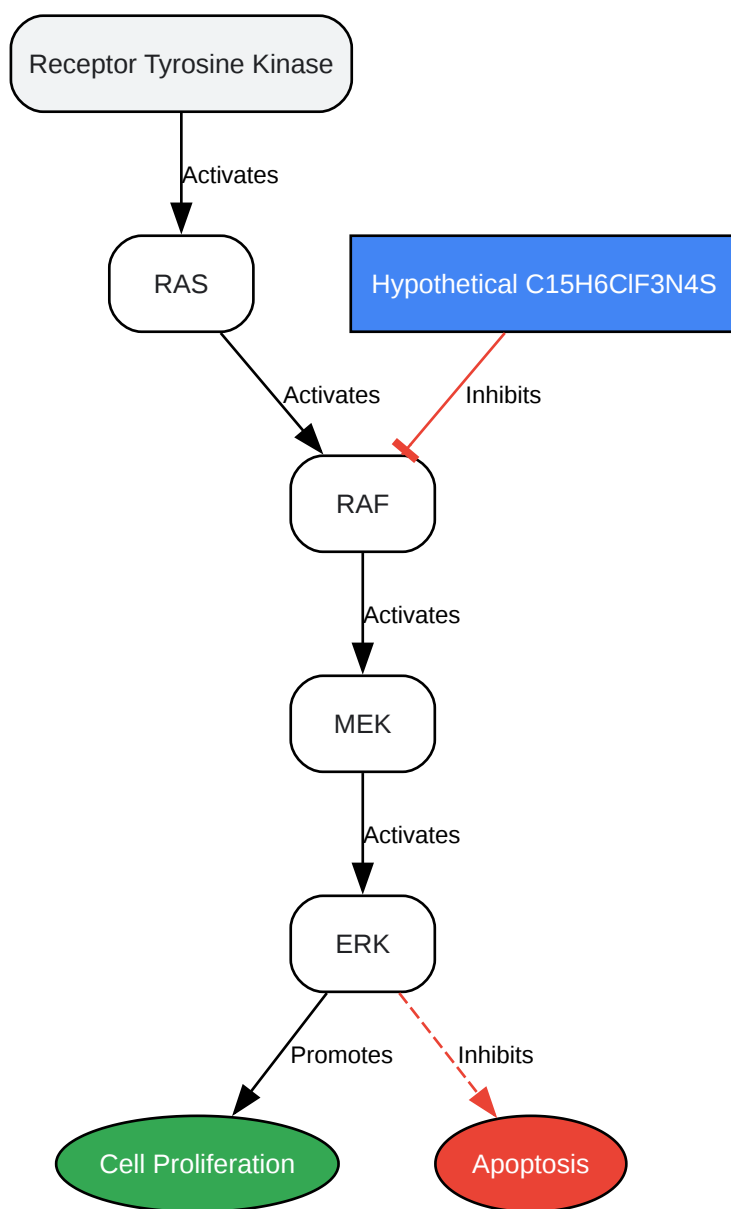 Receptor Tyrosine Kinase
Activates
RAS
Hypothetical C15H6ClF3N4S
Activates
Inhibits
RAF
Activates
MEK
Activates
ERK
Promotes
Inhibits
Cell Proliferation
Apoptosis